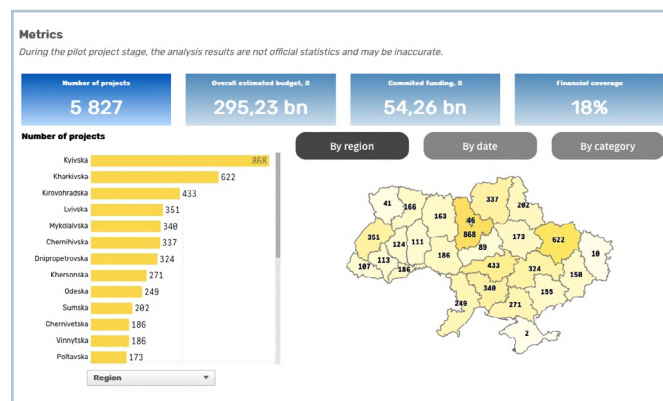 Metrics
During the pilot project stage, the analysis results are not official statistics and may be inaccurate.
Number of projects
5 827
Overall estimated budget, ₴
295,23 bn
Commited funding, ₴
54,26 bn
Financial coverage
18%
Number of projects
By region
By date
By category
Kyivska 868
Kharkivska 622
Kirovohradska 433
Lvivska 351
Mykolaivska 340
Chernihivska 337
Dnipropetrovska 324
Khersonska 271
Odeska 249
Sumska 202
Chernivetska 186
Vinnytska 186
Poltavska 173
Region
41
166
163
337
202
46
868
351
124
111
89
173
622
10
107
113
186
186
433
324
150
340
155
249
271
2